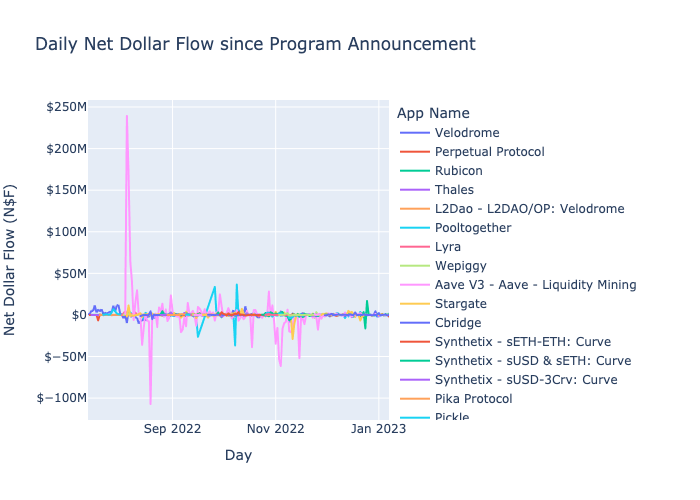 Daily Net Dollar Flow since Program Announcement
App Name
Velodrome
Perpetual Protocol
Rubicon
Thales
L2Dao - L2DAO/OP: Velodrome
Pooltogether
Lyra
Wepiggy
Aave V3 - Aave - Liquidity Mining
Stargate
Cbridge
Synthetix - sETH-ETH: Curve
Synthetix - sUSD & sETH: Curve
Synthetix - sUSD-3Crv: Curve
Pika Protocol
Pickle
Net Dollar Flow (N$F)
$250M
$200M
$150M
$100M
$50M
$0
$−50M
$−100M
Sep 2022
Nov 2022
Jan 2023
Day